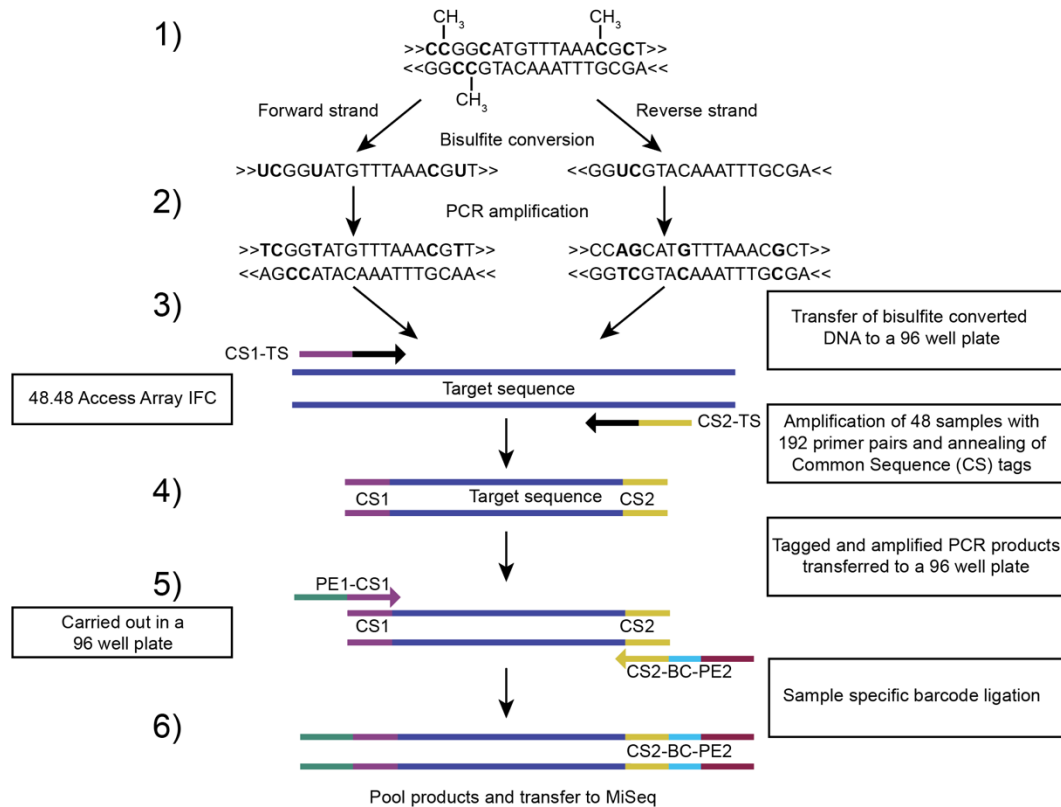 1)
CH₃ CH₃
>>CCGGCATGTTTAAACGCT>>
<<GGCCGTACAAATTTGCGA<<
CH₃
Forward strand Reverse strand
Bisulfite conversion
>>UCGGUATGTTTAAACGUT>> <<GGUCGTACAAATTTGCGA<<
2)
PCR amplification
>>TCGGTATGTTTAAACGTT>> >>CCAGCATGTTTAAACGCT>>
<<AGCCATACAAATTTGCAA<< <<GGTCGTACAAATTTGCGA<<
3)
Transfer of bisulfite converted
DNA to a 96 well plate
CS1-TS
48.48 Access Array IFC
Target sequence
CS2-TS
Amplification of 48 samples with
192 primer pairs and annealing of
Common Sequence (CS) tags
4)
CS1 Target sequence CS2
Tagged and amplified PCR products
transferred to a 96 well plate
5)
PE1-CS1
Carried out in a
96 well plate
CS1 CS2
CS2-BC-PE2
Sample specific barcode ligation
6)
CS2-BC-PE2
Pool products and transfer to MiSeq